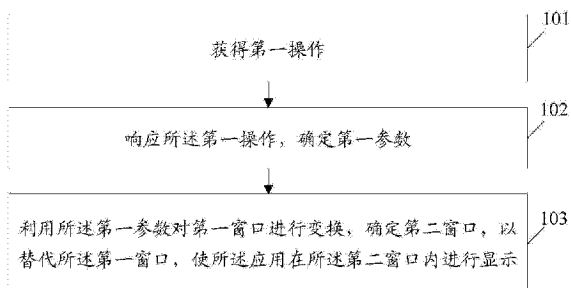 获得第一操作
101
响应所述第一操作，确定第一参数
102
利用所述第一参数对第一窗口进行变换，确定第二窗口，以
替代所述第一窗口，使所述应用在所述第二窗口内进行显示
103